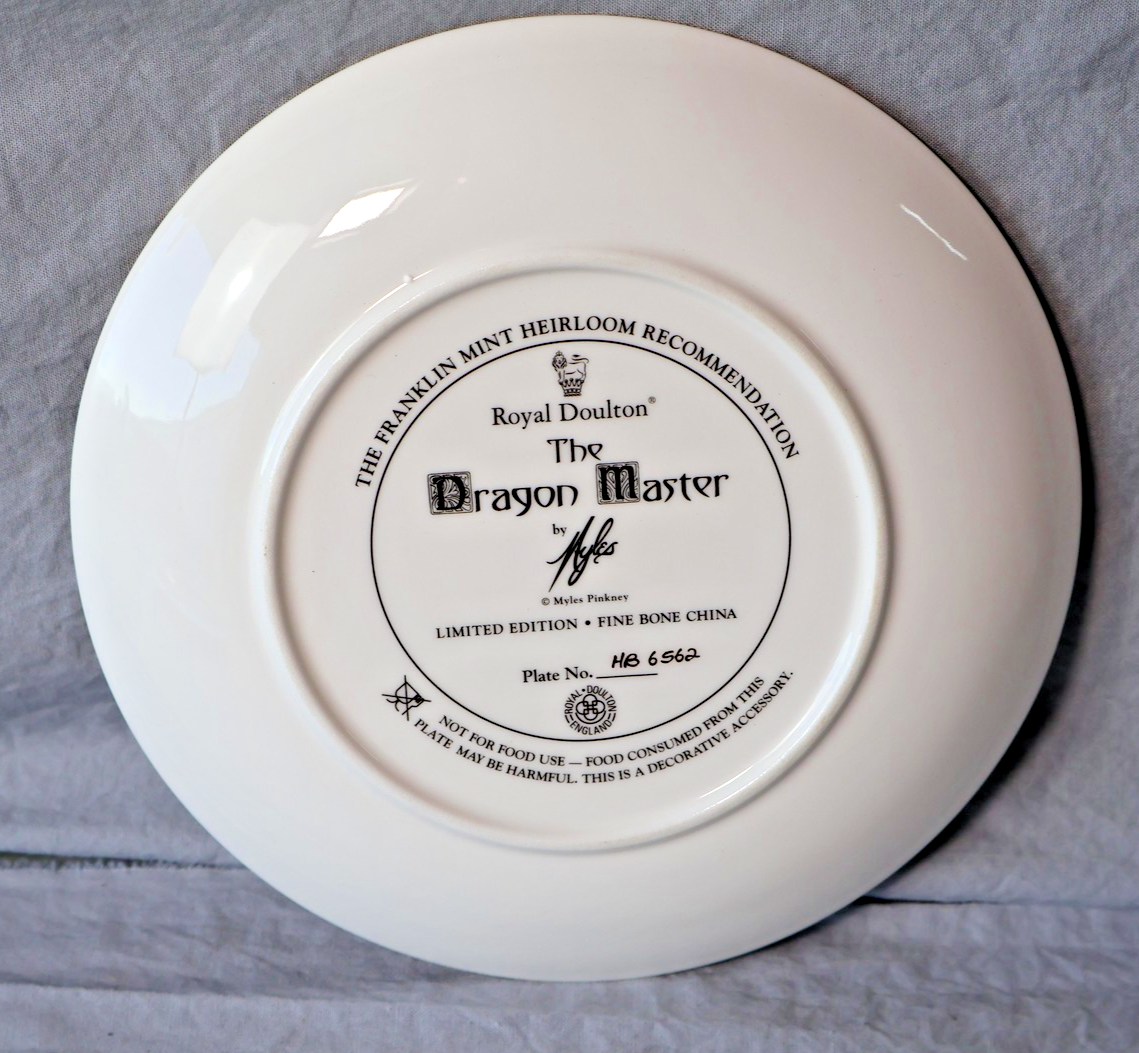 THE FRANKLIN MINT HEIRLOOM RECOMMENDATION
Royal Doulton®
The
Dragon Master
by Myles
© Myles Pinkney
LIMITED EDITION • FINE BONE CHINA
Plate No. HB 6562
ROYAL • DOULTON
ENGLAND
NOT FOR FOOD USE — FOOD CONSUMED FROM THIS
PLATE MAY BE HARMFUL. THIS IS A DECORATIVE ACCESSORY.